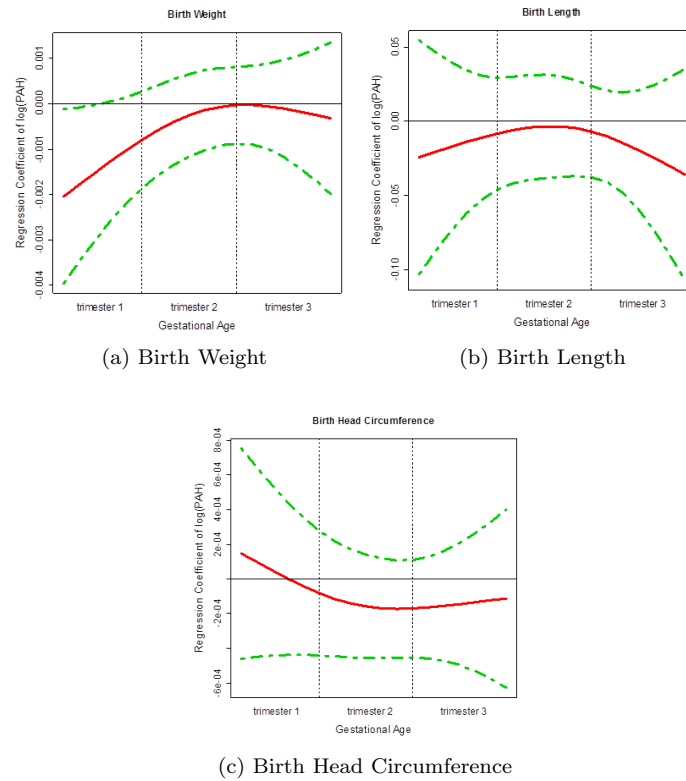 Birth Weight
Regression Coefficient of log(PAH)
0.001
0.000
-0.001
-0.002
-0.003
-0.004
trimester 1 trimester 2 trimester 3
Gestational Age
(a) Birth Weight
Birth Length
Regression Coefficient of log(PAH)
0.05
0.00
-0.05
-0.10
trimester 1 trimester 2 trimester 3
Gestational Age
(b) Birth Length
Birth Head Circumference
Regression Coefficient of log(PAH)
8e-04
6e-04
4e-04
2e-04
-2e-04
-6e-04
trimester 1 trimester 2 trimester 3
Gestational Age
(c) Birth Head Circumference